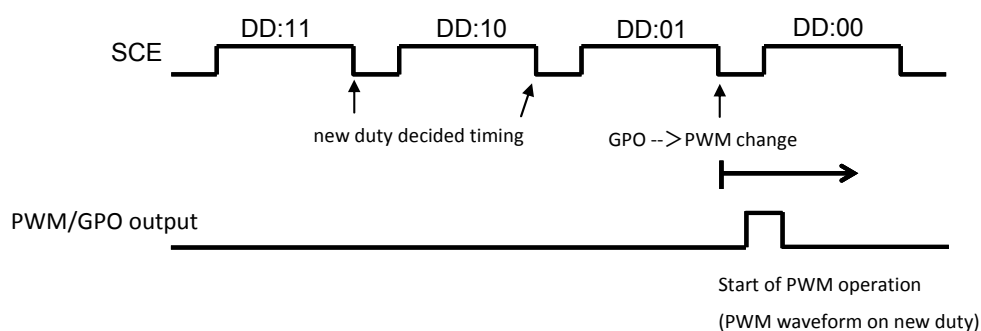 DD:11 DD:10 DD:01 DD:00
SCE
new duty decided timing GPO -->PWM change
PWM/GPO output
Start of PWM operation
(PWM waveform on new duty)